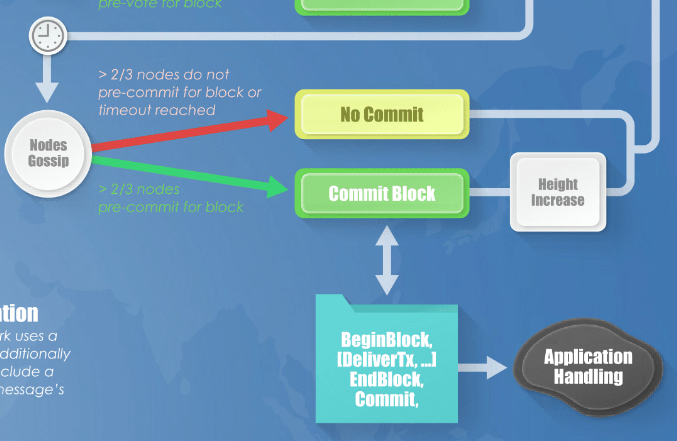 pre-vote for block
> 2/3 nodes do not
pre-commit for block or
timeout reached
No Commit
Nodes
Gossip
> 2/3 nodes
pre-commit for block
Commit Block
Height
Increase
ation
rk uses a
dditionally
clude a
message's
BeginBlock,
[DeliverTx, ...]
EndBlock,
Commit,
Application
Handling